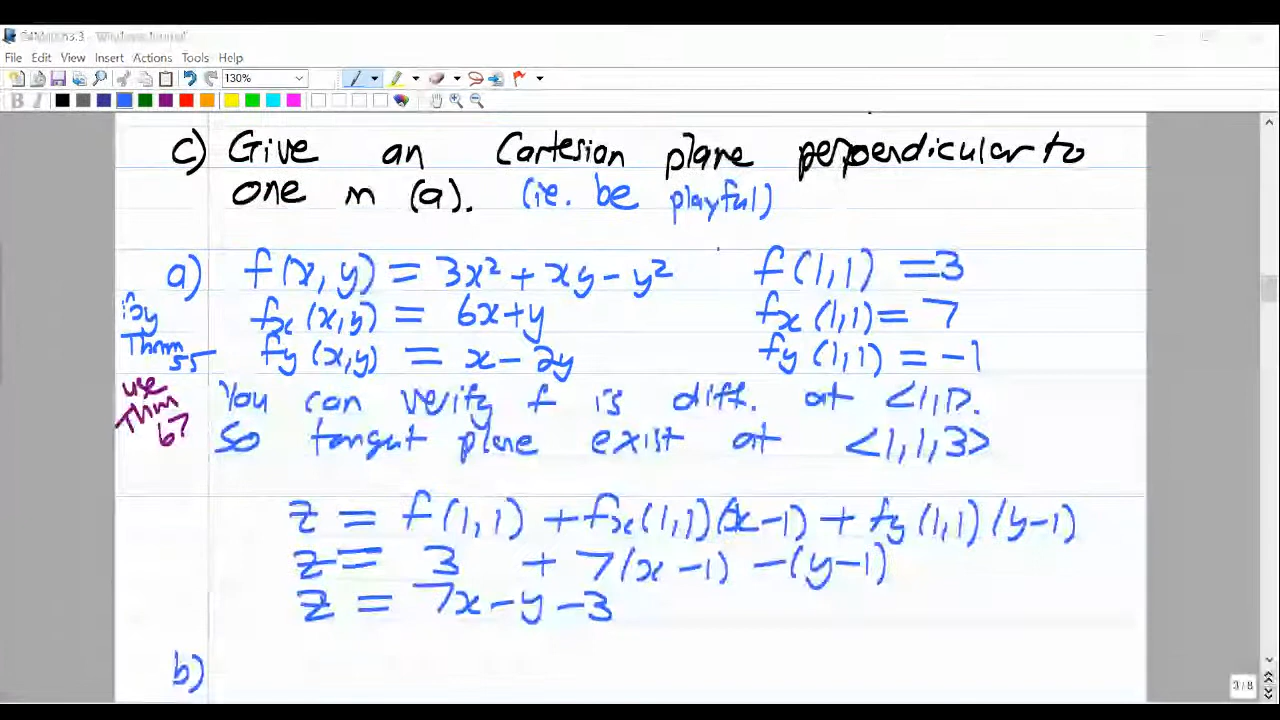 Windows Journal
File Edit View Insert Actions Tools Help
130%
B I
c) Give an Cartesian plane perpendicular to
one in (a). (ie. be playful)
a) f(x, y) = 3x² + xy - y² f(1,1) = 3
by
Thm 55
fx(x,y) = 6x+y fx(1,1) = 7
fy(x,y) = x - 2y fy(1,1) = -1
use
Thm
67
You can verify f is diff. at <1,1>.
So tangent plane exist at <1,1,3>
z = f(1,1) + fx(1,1)(x-1) + fy(1,1)(y-1)
z = 3 + 7(x-1) - (y-1)
z = 7x - y - 3
b)
3 / 8